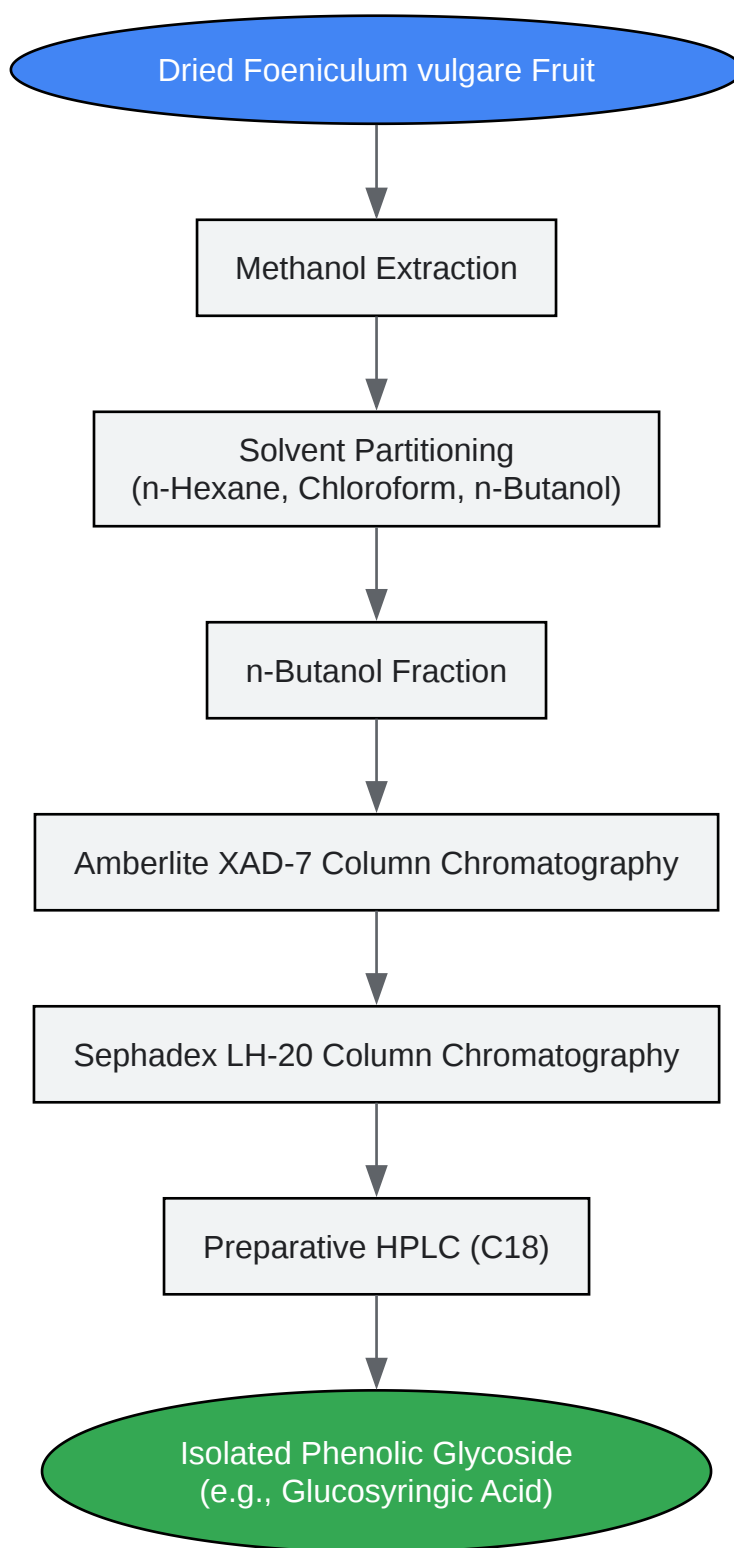 Dried Foeniculum vulgare Fruit
Methanol Extraction
Solvent Partitioning
(n-Hexane, Chloroform, n-Butanol)
n-Butanol Fraction
Amberlite XAD-7 Column Chromatography
Sephadex LH-20 Column Chromatography
Preparative HPLC (C18)
Isolated Phenolic Glycoside
(e.g., Glucosyringic Acid)